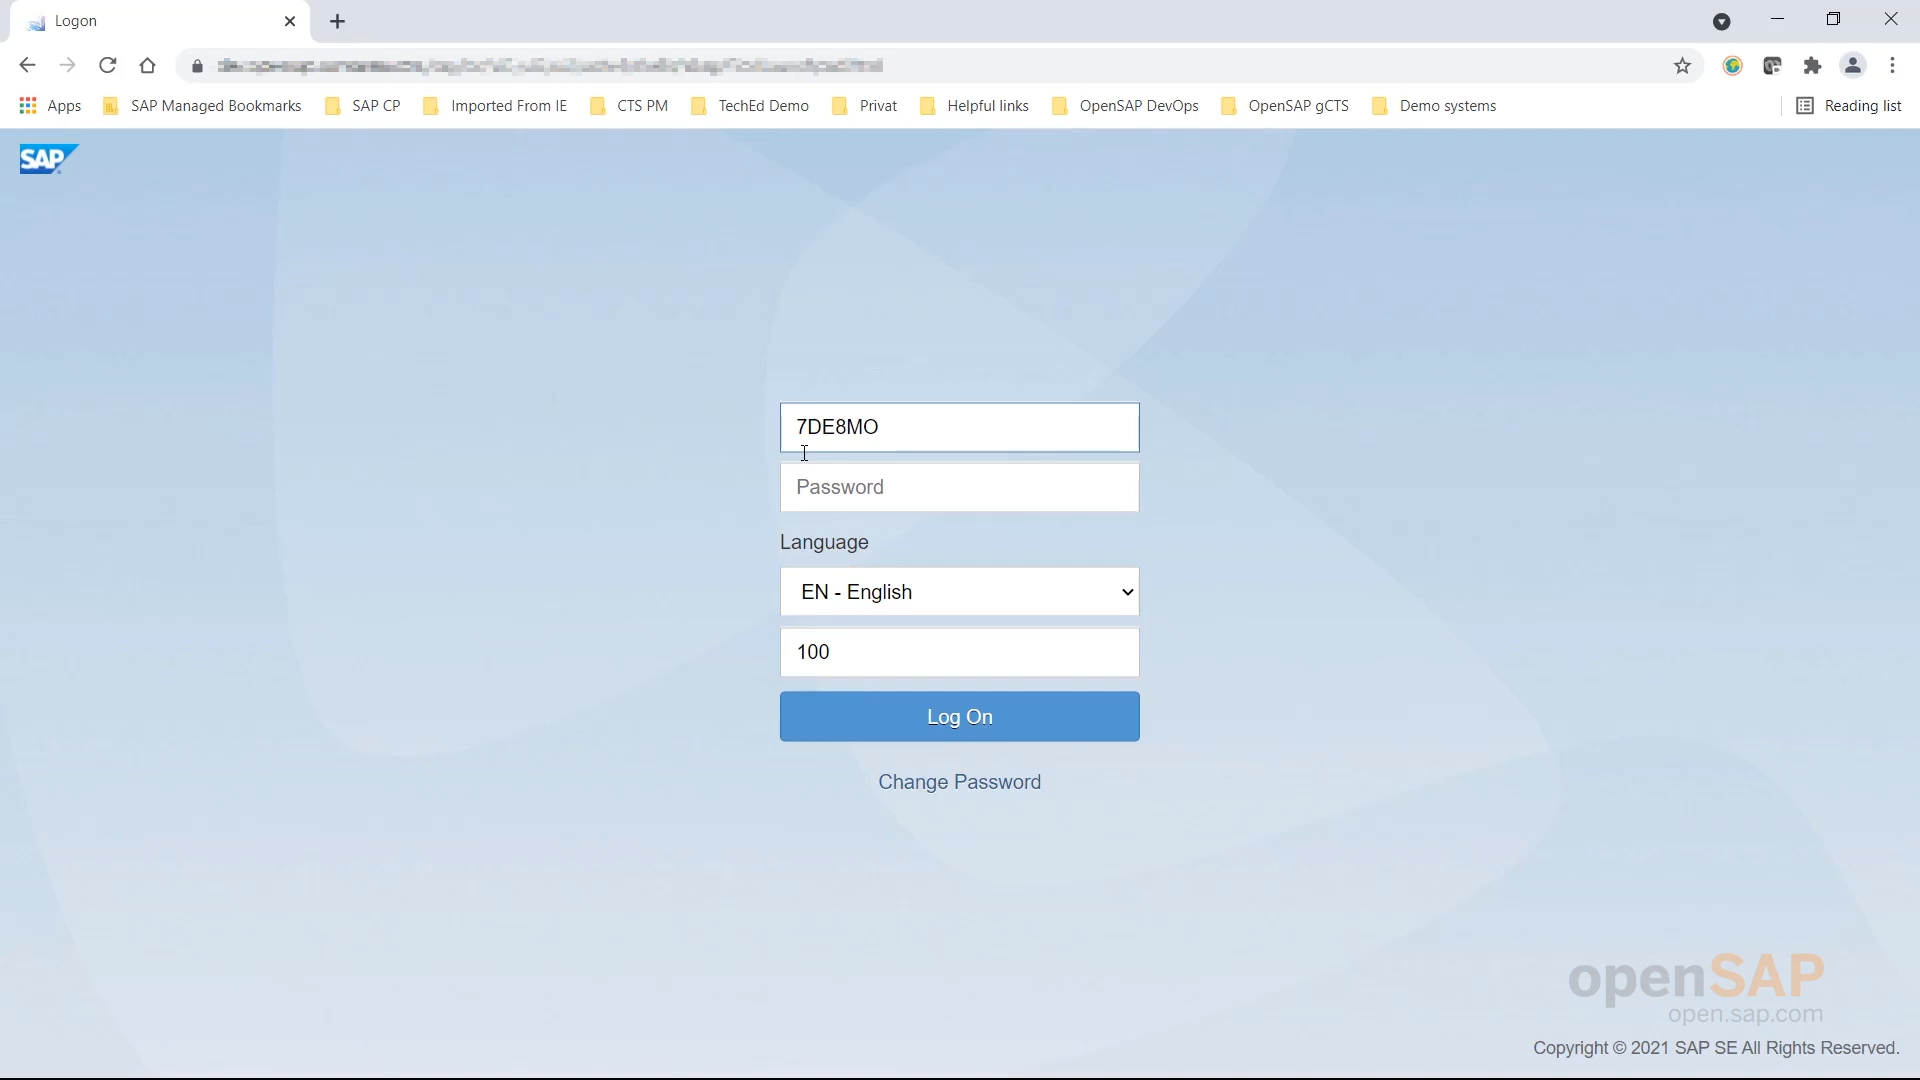 Logon
Apps SAP Managed Bookmarks SAP CP Imported From IE CTS PM TechEd Demo Privat Helpful links OpenSAP DevOps OpenSAP gCTS Demo systems Reading list
SAP
7DE8MO
Password
Language
EN - English
100
Log On
Change Password
openSAP
open.sap.com
Copyright © 2021 SAP SE All Rights Reserved.